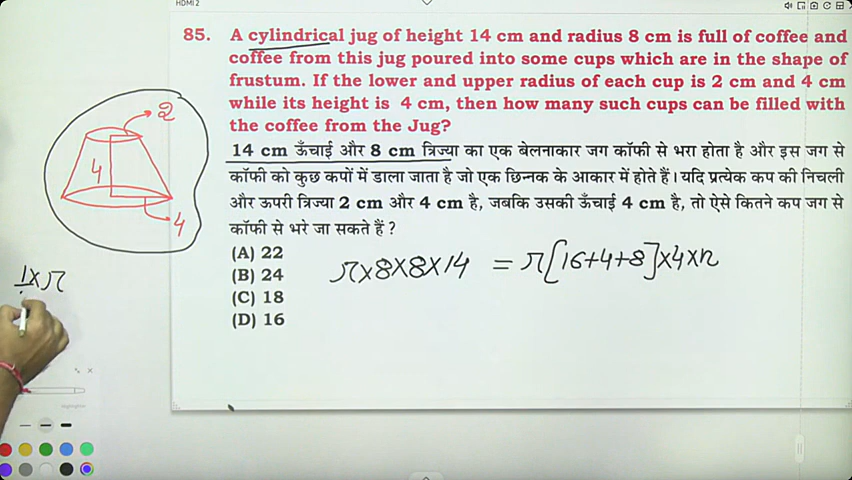 HDMI 2
85. A cylindrical jug of height 14 cm and radius 8 cm is full of coffee and
coffee from this jug poured into some cups which are in the shape of
frustum. If the lower and upper radius of each cup is 2 cm and 4 cm
while its height is 4 cm, then how many such cups can be filled with
the coffee from the Jug?
14 cm ऊँचाई और 8 cm त्रिज्या का एक बेलनाकार जग कॉफी से भरा होता है और इस जग से
कॉफी को कुछ कपों में डाला जाता है जो एक छिन्नक के आकार में होते हैं। यदि प्रत्येक कप की निचली
और ऊपरी त्रिज्या 2 cm और 4 cm है, जबकि उसकी ऊँचाई 4 cm है, तो ऐसे कितने कप जग से
कॉफी से भरे जा सकते हैं ?
(A) 22
(B) 24
(C) 18
(D) 16
2
4
4
π×8×8×14 = π[16+4+8]×4×n
1×π